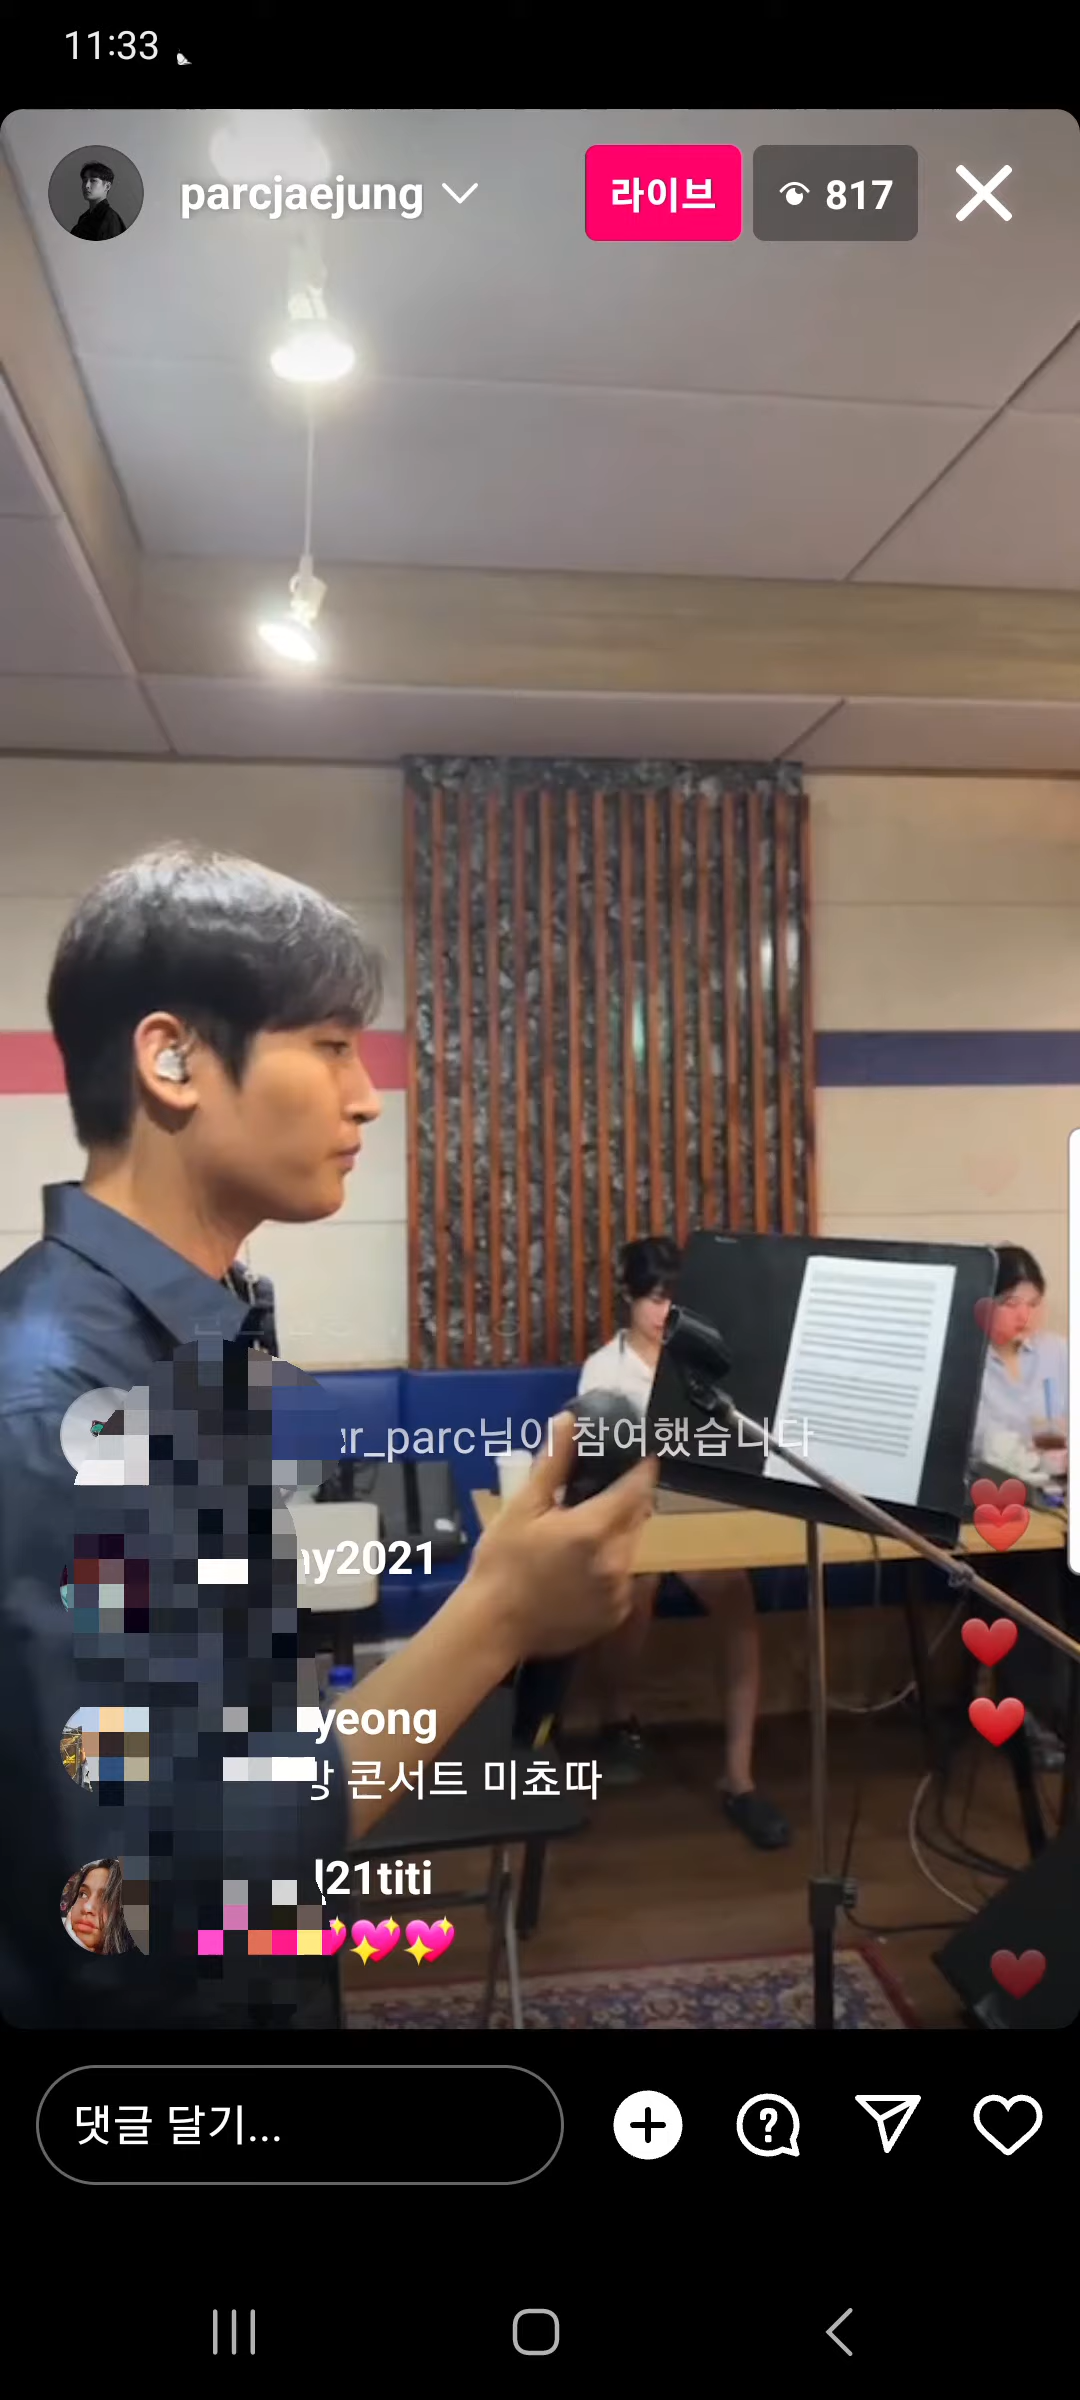 11:33
parcjaejung
라이브
817
r_parc님이 참여했습니다
y2021
yeong
콘서트 미쵸따
l21titi
💖💖
댓글 달기...